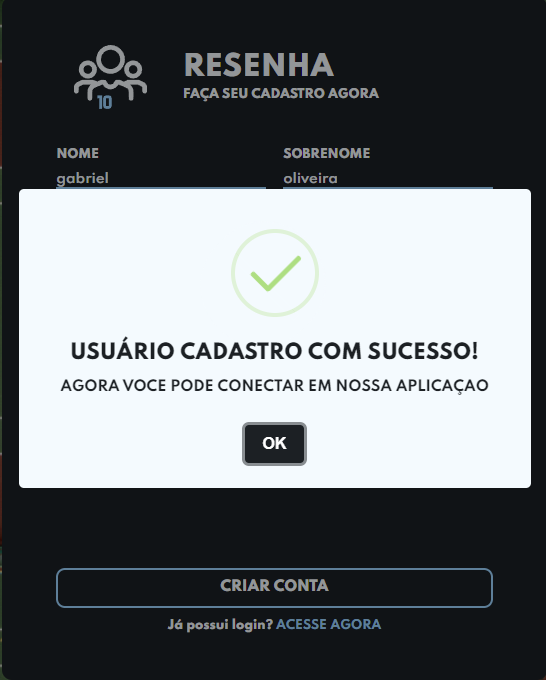 RESENHA
FAÇA SEU CADASTRO AGORA
10
NOME
SOBRENOME
gabriel
oliveira
USUÁRIO CADASTRO COM SUCESSO!
AGORA VOCE PODE CONECTAR EM NOSSA APLICAÇAO
OK
CRIAR CONTA
Já possui login? ACESSE AGORA